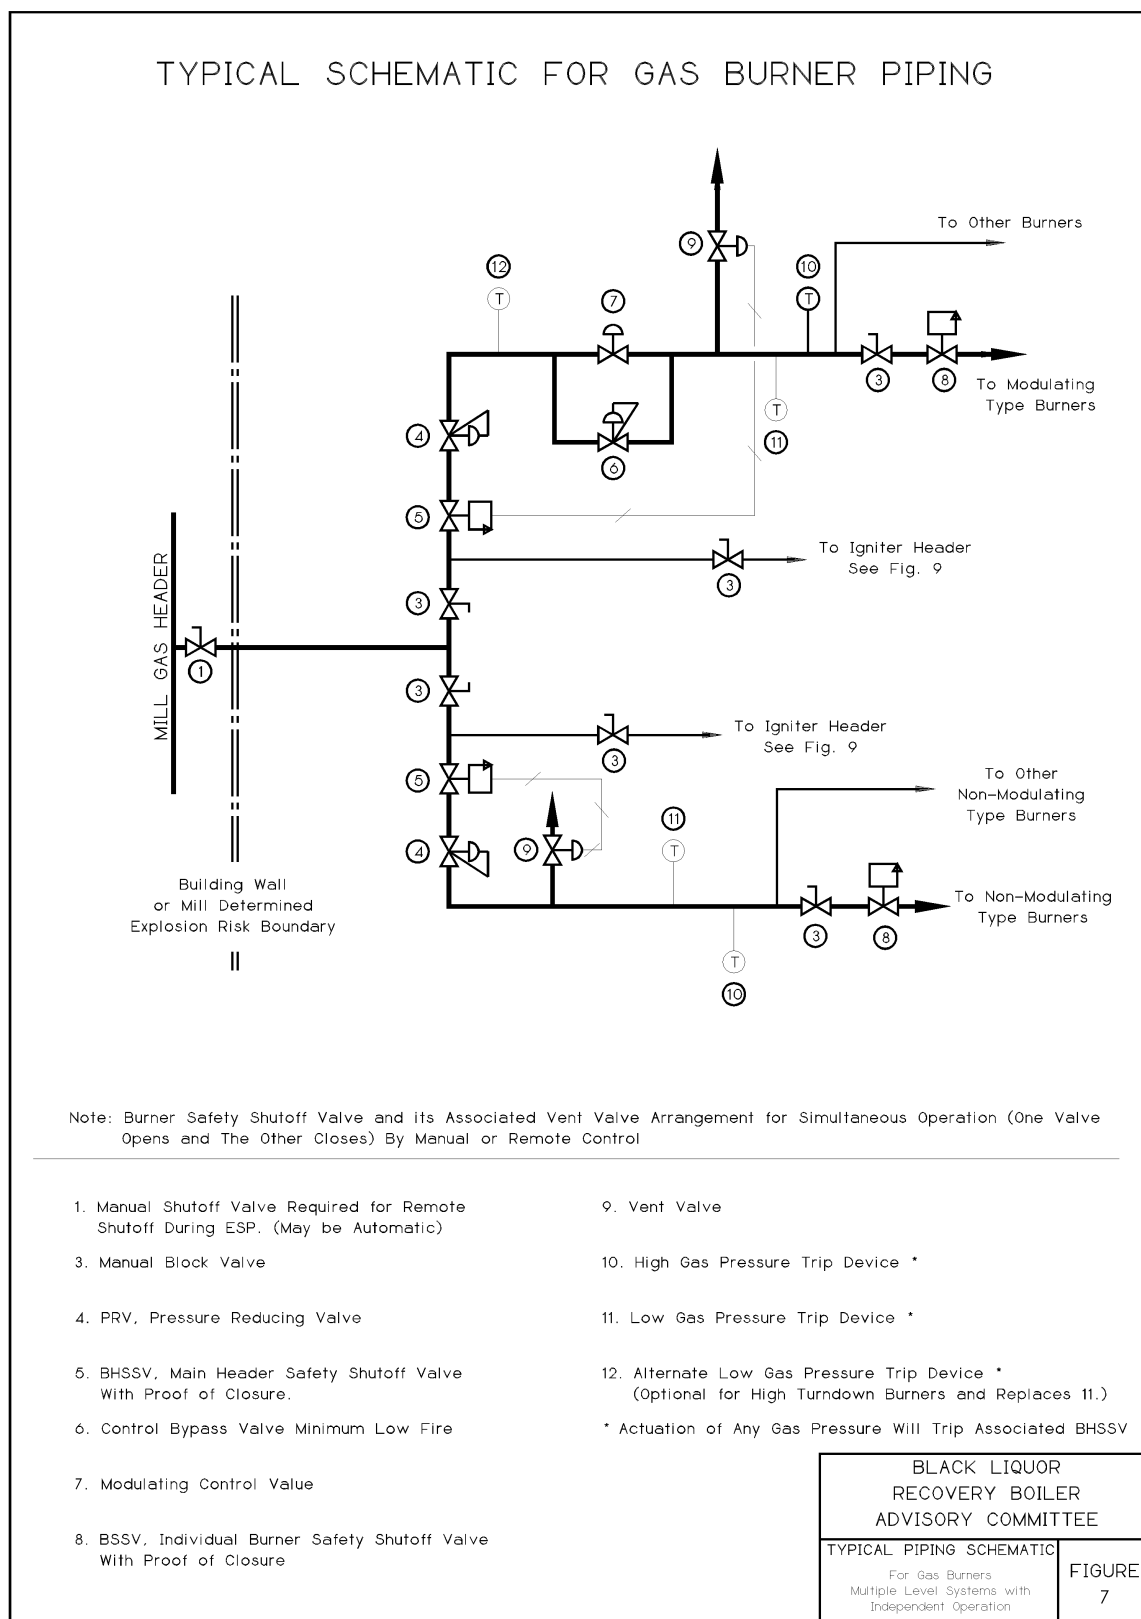 TYPICAL SCHEMATIC FOR GAS BURNER PIPING
To Other Burners
9
12
10
T
7
T
3
8
To Modulating
Type Burners
4
T
6
11
5
To Igniter Header
See Fig. 9
3
3
MILL GAS HEADER
1
3
To Igniter Header
See Fig. 9
3
5
To Other
Non-Modulating
Type Burners
11
4
9
T
Building Wall
or Mill Determined
Explosion Risk Boundary
To Non-Modulating
Type Burners
3
8
T
10
Note: Burner Safety Shutoff Valve and its Associated Vent Valve Arrangement for Simultaneous Operation (One Valve
Opens and The Other Closes) By Manual or Remote Control
1. Manual Shutoff Valve Required for Remote
Shutoff During ESP. (May be Automatic)
3. Manual Block Valve
4. PRV, Pressure Reducing Valve
5. BHSSV, Main Header Safety Shutoff Valve
With Proof of Closure.
6. Control Bypass Valve Minimum Low Fire
7. Modulating Control Value
8. BSSV, Individual Burner Safety Shutoff Valve
With Proof of Closure
9. Vent Valve
10. High Gas Pressure Trip Device *
11. Low Gas Pressure Trip Device *
12. Alternate Low Gas Pressure Trip Device *
(Optional for High Turndown Burners and Replaces 11.)
* Actuation of Any Gas Pressure Will Trip Associated BHSSV
BLACK LIQUOR
RECOVERY BOILER
ADVISORY COMMITTEE
TYPICAL PIPING SCHEMATIC
For Gas Burners
Multiple Level Systems with
Independent Operation
FIGURE
7